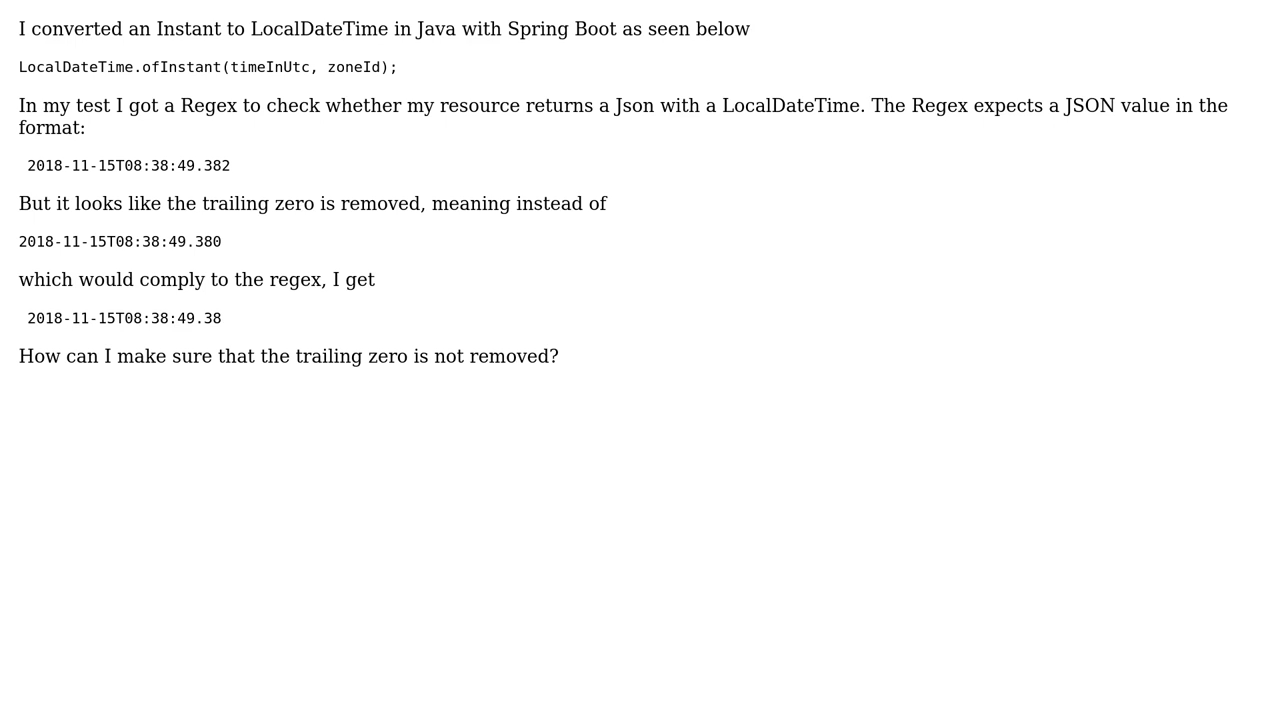 I converted an Instant to LocalDateTime in Java with Spring Boot as seen below
LocalDateTime.ofInstant(timeInUtc, zoneId);
In my test I got a Regex to check whether my resource returns a Json with a LocalDateTime. The Regex expects a JSON value in the
format:
2018-11-15T08:38:49.382
But it looks like the trailing zero is removed, meaning instead of
2018-11-15T08:38:49.380
which would comply to the regex, I get
2018-11-15T08:38:49.38
How can I make sure that the trailing zero is not removed?